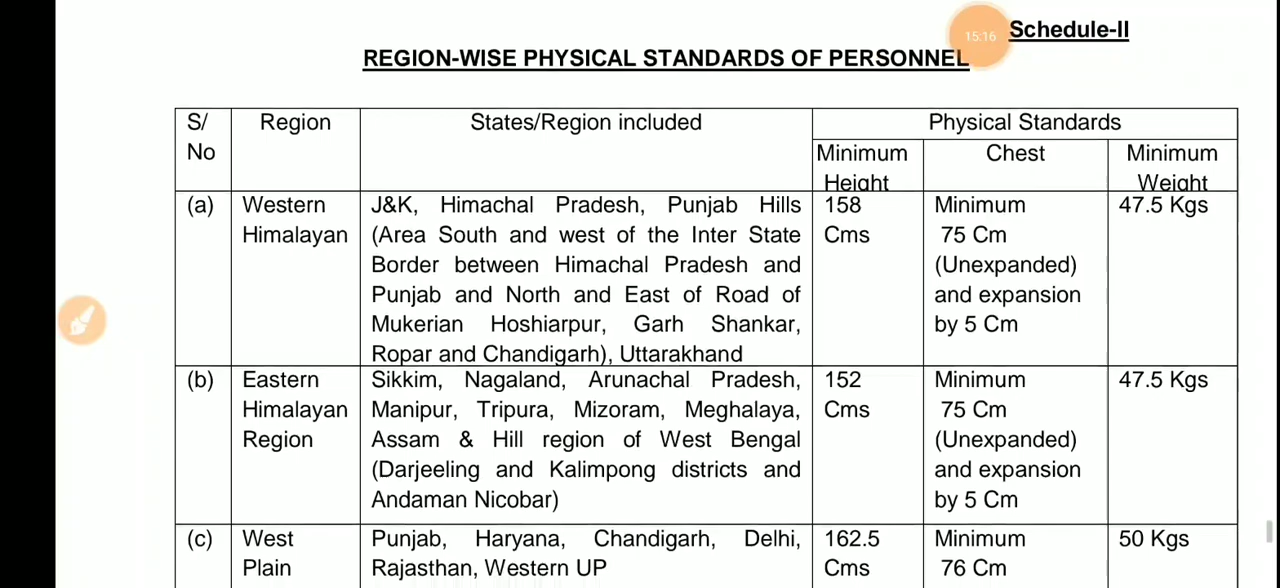 15:16
Schedule-II
REGION-WISE PHYSICAL STANDARDS OF PERSONNEL
S/ No
Region
States/Region included
Physical Standards
Minimum Height
Chest
Minimum Weight
(a)
Western
Himalayan
J&K, Himachal Pradesh, Punjab Hills
(Area South and west of the Inter State
Border between Himachal Pradesh and
Punjab and North and East of Road of
Mukerian Hoshiarpur, Garh Shankar,
Ropar and Chandigarh), Uttarakhand
158
Cms
Minimum
75 Cm
(Unexpanded)
and expansion
by 5 Cm
47.5 Kgs
(b)
Eastern
Himalayan
Region
Sikkim, Nagaland, Arunachal Pradesh,
Manipur, Tripura, Mizoram, Meghalaya,
Assam & Hill region of West Bengal
(Darjeeling and Kalimpong districts and
Andaman Nicobar)
152
Cms
Minimum
75 Cm
(Unexpanded)
and expansion
by 5 Cm
47.5 Kgs
(c)
West
Plain
Punjab, Haryana, Chandigarh, Delhi,
Rajasthan, Western UP
162.5
Cms
Minimum
76 Cm
50 Kgs